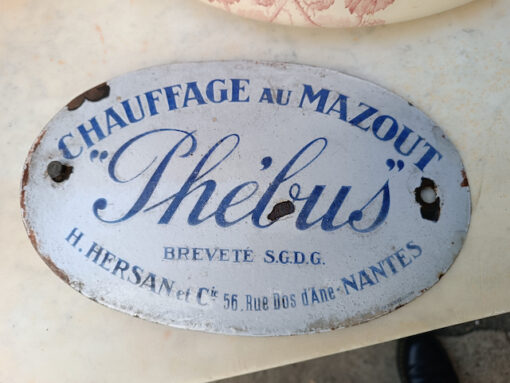 CHAUFFAGE AU MAZOUT
"Phébus"
BREVETÉ S.G.D.G.
H. HERSAN et Cie 56, Rue Dos d'Ane - NANTES